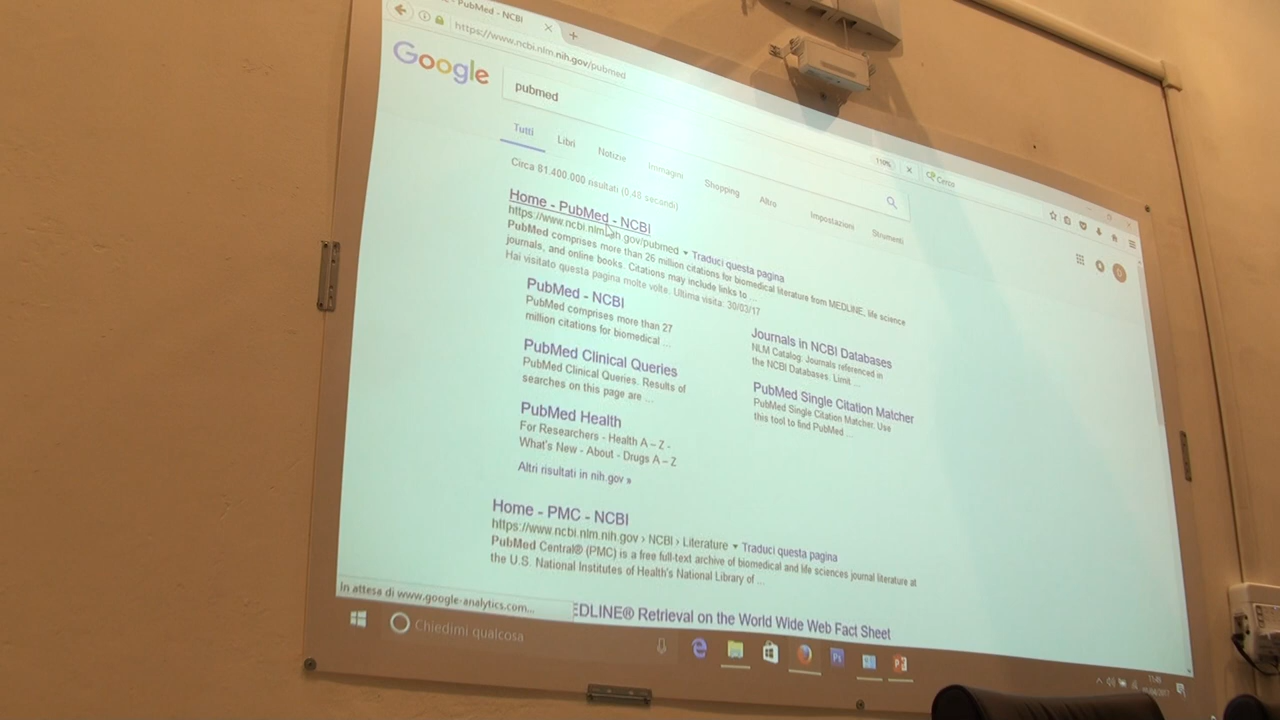 PubMed - NCBI
https://www.ncbi.nlm.nih.gov/pubmed
110%
Cerca
Google
pubmed
Tutti Libri Notizie Immagini Shopping Altro Impostazioni Strumenti
Circa 81.400.000 risultati (0,48 secondi)
Home - PubMed - NCBI
https://www.ncbi.nlm.nih.gov/pubmed ▾ Traduci questa pagina
PubMed comprises more than 26 million citations for biomedical literature from MEDLINE, life science
journals, and online books. Citations may include links to ...
Hai visitato questa pagina molte volte. Ultima visita: 30/03/17
PubMed - NCBI
PubMed comprises more than 27
million citations for biomedical ...
Journals in NCBI Databases
NLM Catalog: Journals referenced in
the NCBI Databases. Limit ...
PubMed Clinical Queries
PubMed Clinical Queries. Results of
searches on this page are ...
PubMed Single Citation Matcher
PubMed Single Citation Matcher. Use
this tool to find PubMed ...
PubMed Health
For Researchers - Health A – Z -
What's New - About - Drugs A – Z
Altri risultati in nih.gov »
Home - PMC - NCBI
https://www.ncbi.nlm.nih.gov › NCBI › Literature ▾ Traduci questa pagina
PubMed Central® (PMC) is a free full-text archive of biomedical and life sciences journal literature at
the U.S. National Institutes of Health's National Library of ...
In attesa di www.google-analytics.com...
EDLINE® Retrieval on the World Wide Web Fact Sheet
Chiedimi qualcosa